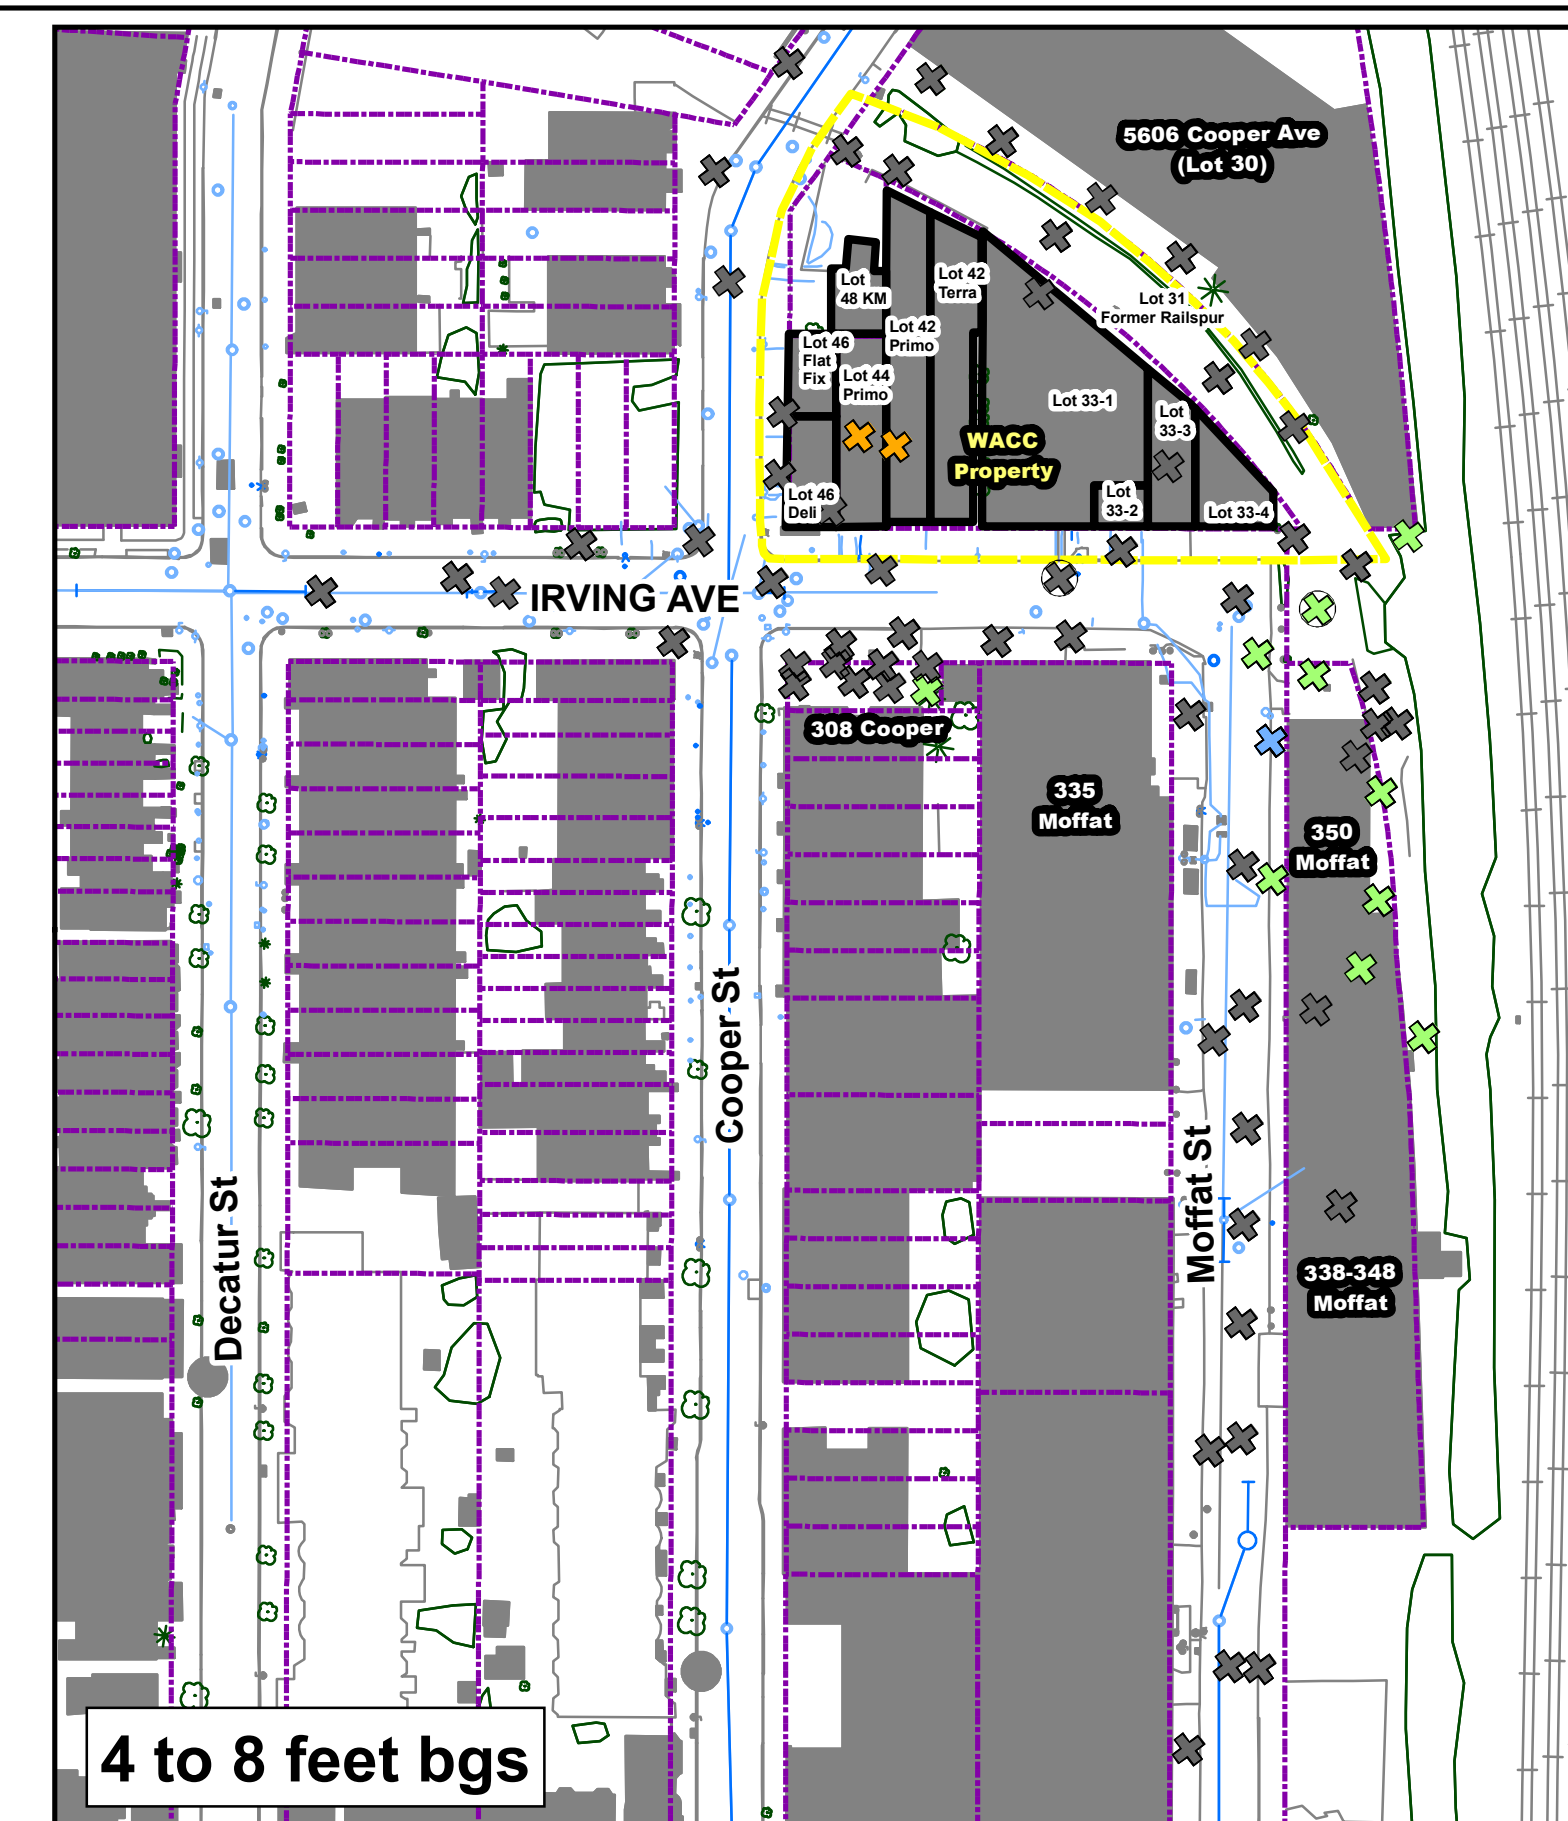 5606 Cooper Ave
(Lot 30)
Lot
48 KM
Lot 42
Terra
Lot 31
Former Railspur
Lot 42
Primo
Lot 46
Flat
Fix
Lot 44
Primo
Lot 33-1
Lot
33-3
WACC
Property
Lot 46
Deli
Lot
33-2
Lot 33-4
IRVING AVE
308 Cooper
335
Moffat
350
Moffat
Cooper St
Moffat St
Decatur St
338-348
Moffat
4 to 8 feet bgs